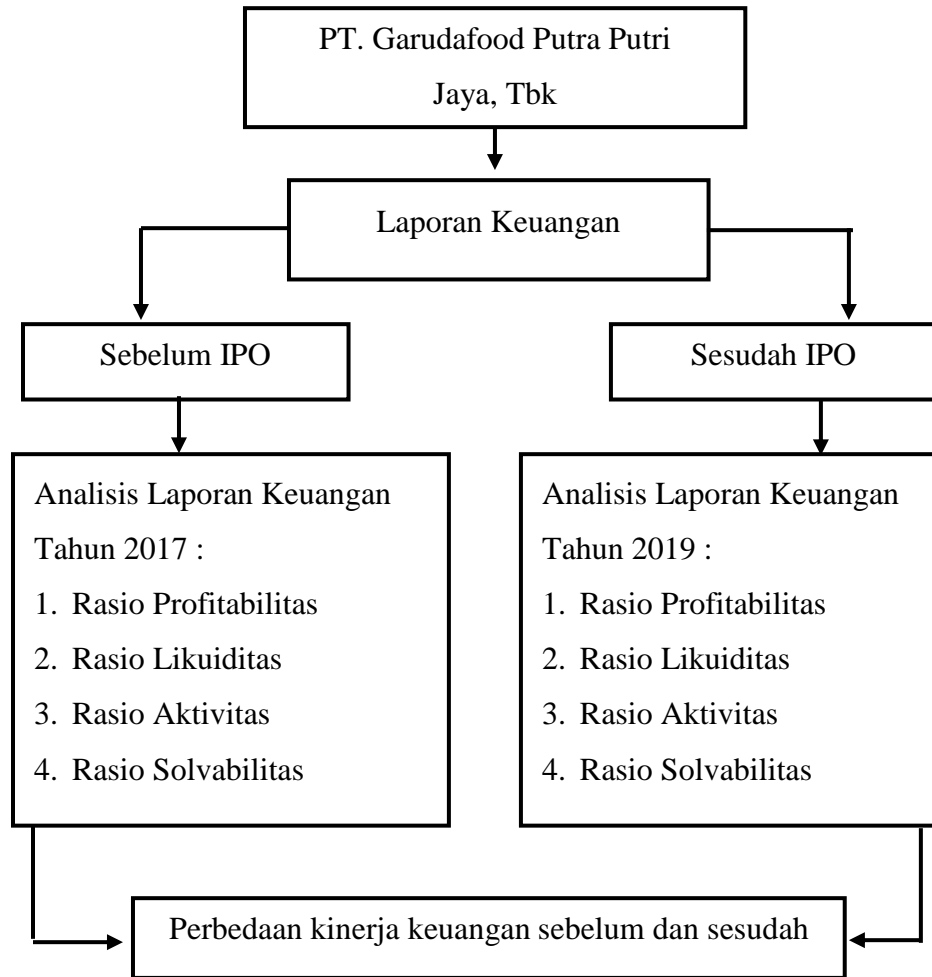 PT. Garudafood Putra Putri
Jaya, Tbk
Laporan Keuangan
Sebelum IPO
Sesudah IPO
Analisis Laporan Keuangan
Tahun 2017 :
1. Rasio Profitabilitas
2. Rasio Likuiditas
3. Rasio Aktivitas
4. Rasio Solvabilitas
Analisis Laporan Keuangan
Tahun 2019 :
1. Rasio Profitabilitas
2. Rasio Likuiditas
3. Rasio Aktivitas
4. Rasio Solvabilitas
Perbedaan kinerja keuangan sebelum dan sesudah